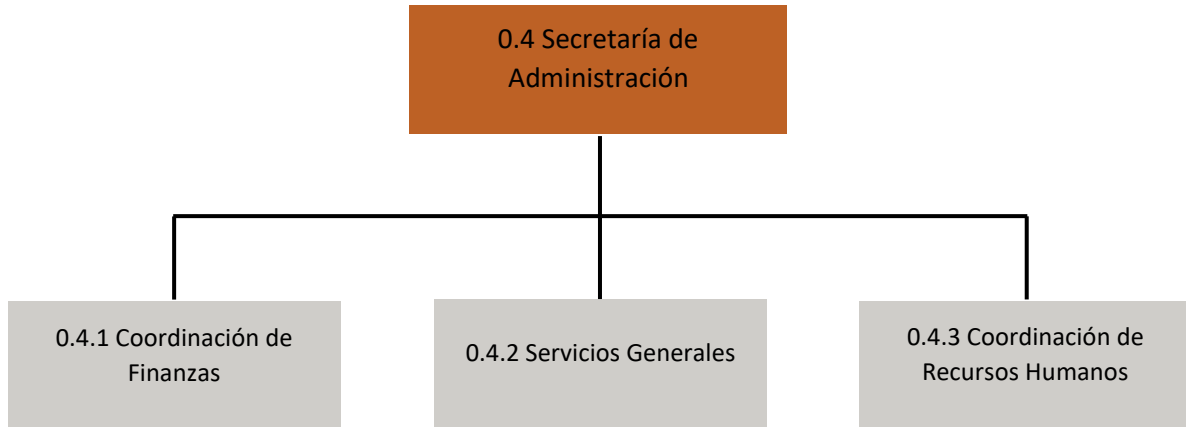 0.4 Secretaría de
Administración
0.4.1 Coordinación de
Finanzas
0.4.2 Servicios Generales
0.4.3 Coordinación de
Recursos Humanos